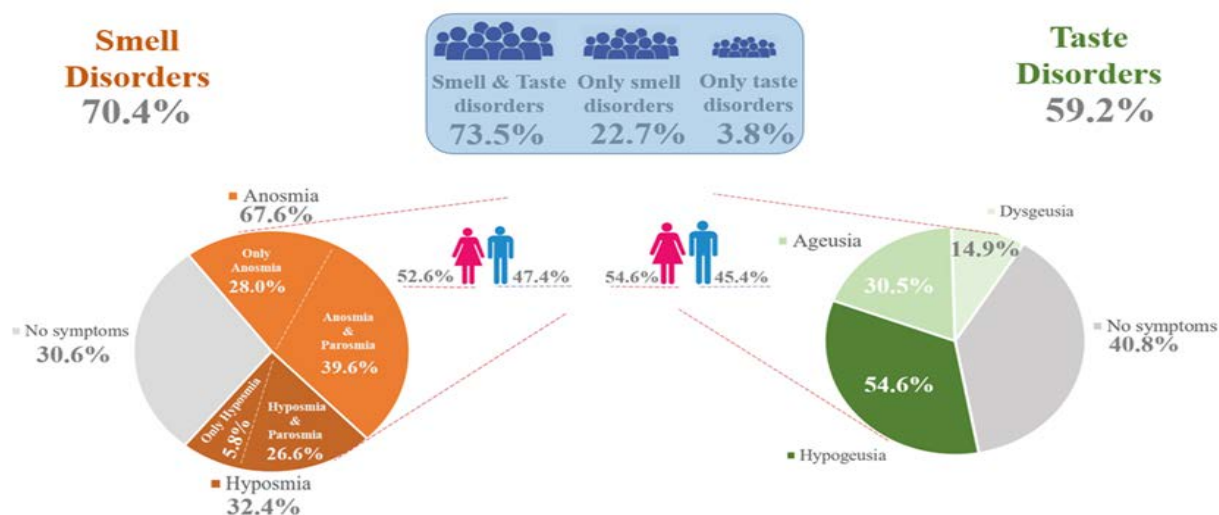 Smell
Disorders
70.4%
Smell & Taste
disorders
73.5%
Only smell
disorders
22.7%
Only taste
disorders
3.8%
Taste
Disorders
59.2%
Anosmia
67.6%
Only
Anosmia
28.0%
Anosmia
&
Parosmia
39.6%
No symptoms
30.6%
Only Hyposmia
5.8%
Hyposmia
&
Parosmia
26.6%
Hyposmia
32.4%
52.6%
47.4%
54.6%
45.4%
Dysgeusia
14.9%
Ageusia
30.5%
No symptoms
40.8%
54.6%
Hypogeusia